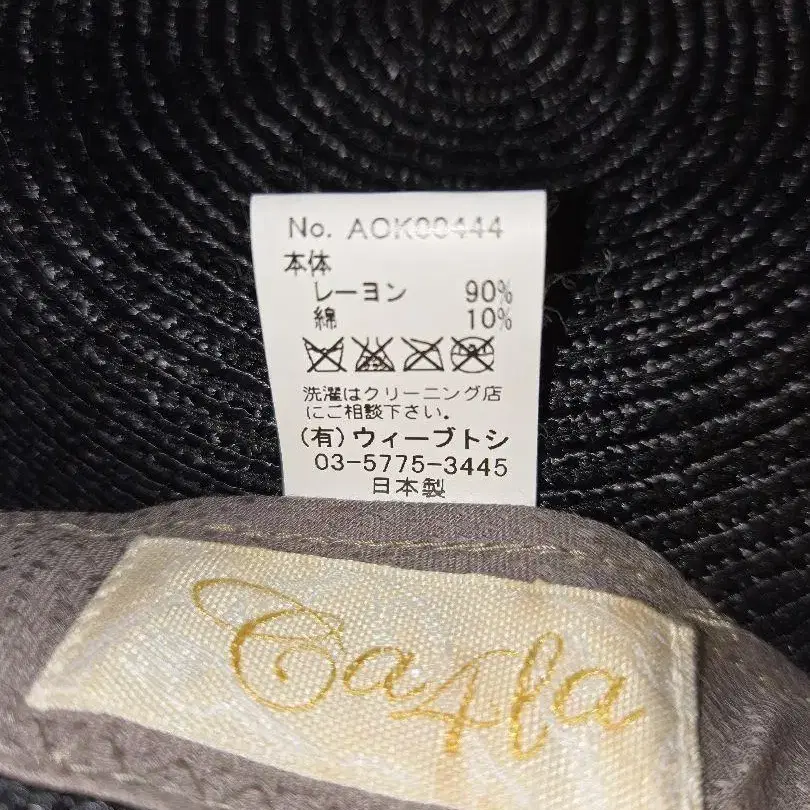 No. AOK00444
本体
レーヨン 90%
綿 10%
洗濯はクリーニング店
にご相談下さい。
(有)ウィーブトシ
03-5775-3445
日本製
Ca4la